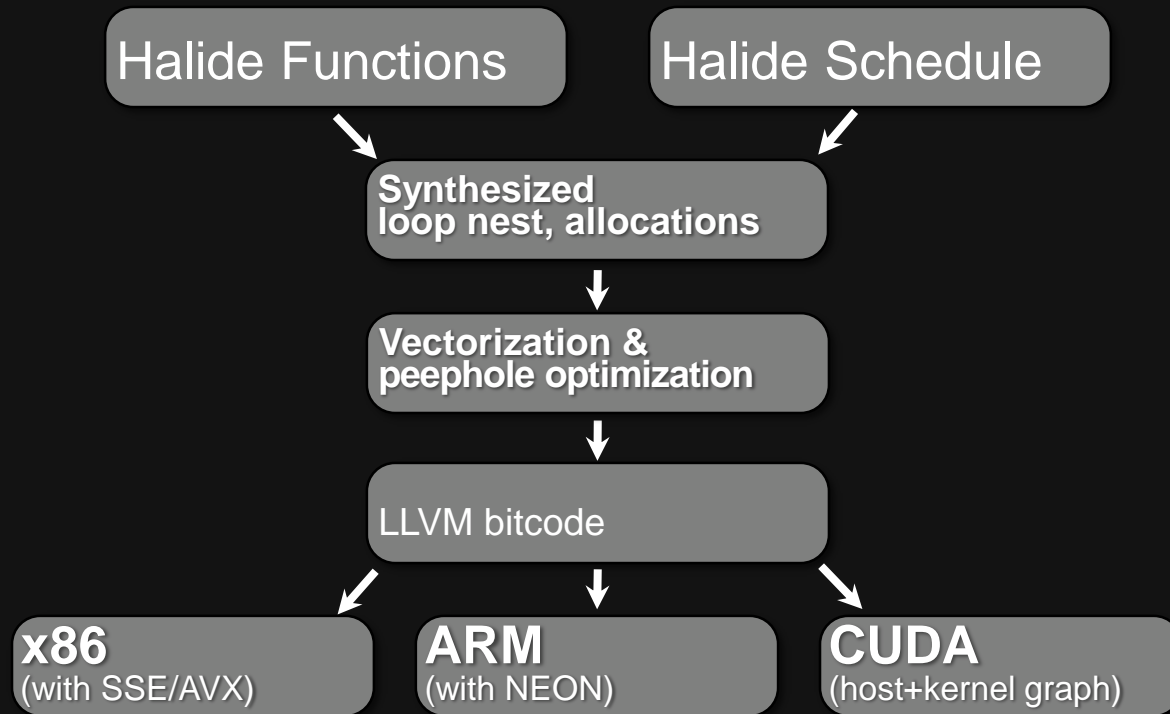 Halide Functions
Halide Schedule
Synthesized
loop nest, allocations
Vectorization &
peephole optimization
LLVM bitcode
x86
(with SSE/AVX)
ARM
(with NEON)
CUDA
(host+kernel graph)